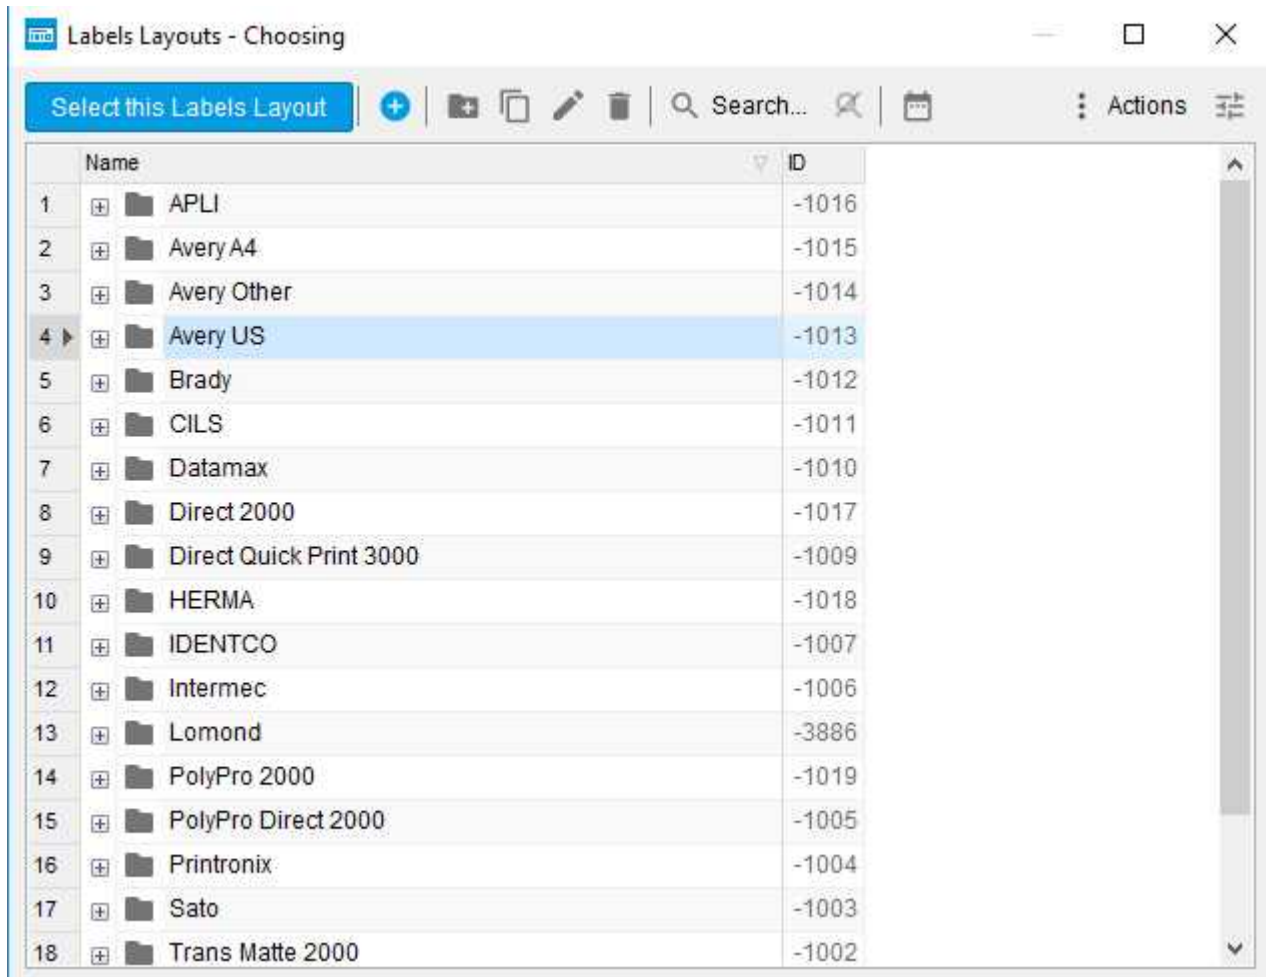 Labels Layouts - Choosing
Select this Labels Layout Search... Actions
Name ID
1 APLI -1016
2 Avery A4 -1015
3 Avery Other -1014
4 Avery US -1013
5 Brady -1012
6 CILS -1011
7 Datamax -1010
8 Direct 2000 -1017
9 Direct Quick Print 3000 -1009
10 HERMA -1018
11 IDENTCO -1007
12 Intermec -1006
13 Lomond -3886
14 PolyPro 2000 -1019
15 PolyPro Direct 2000 -1005
16 Printronix -1004
17 Sato -1003
18 Trans Matte 2000 -1002